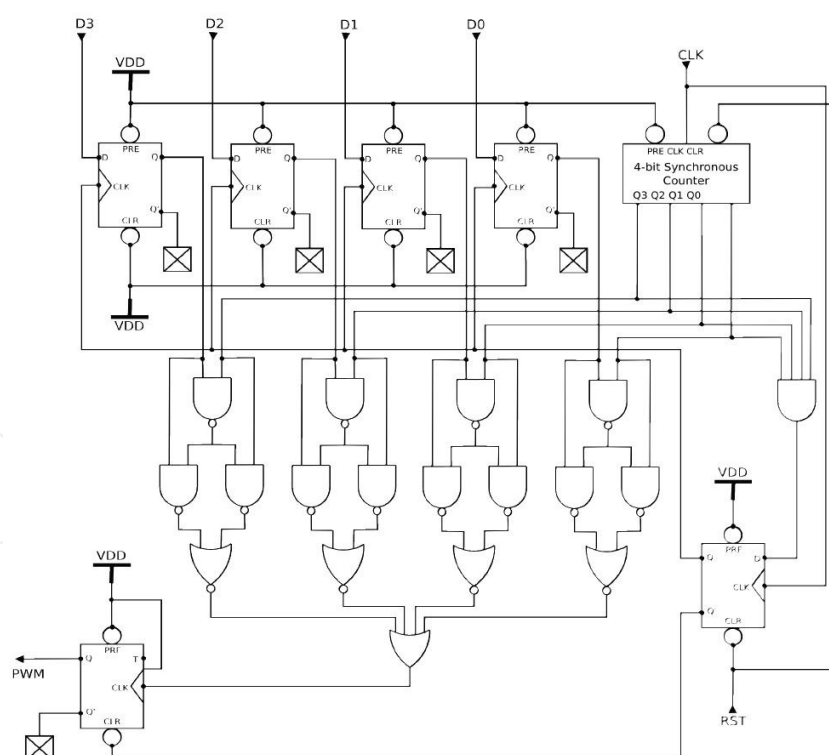 D3 D2 D1 D0
CLK
VDD
PRE PRE PRE PRE
PRE CLK CLR
D Q D Q D Q D Q
4-bit Synchronous
Counter
CLK CLK CLK CLK
Q3 Q2 Q1 Q0
Q' Q' Q' Q'
CLR CLR CLR CLR
VDD
VDD
PRE
Q D
CLK
Q'
CLR
RST
VDD
PRE
Q T
PWM
CLK
Q'
CLR